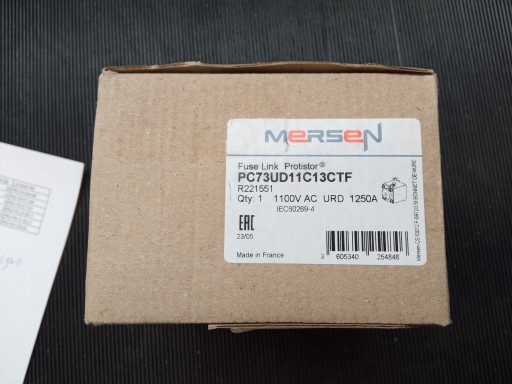 MERSEN
Fuse Link Protistor®
PC73UD11C13CTF
R221551
Qty: 1 1100V AC URD 1250A
IEC60269-4
EAC
23/05
Made in France
3 605340 254846